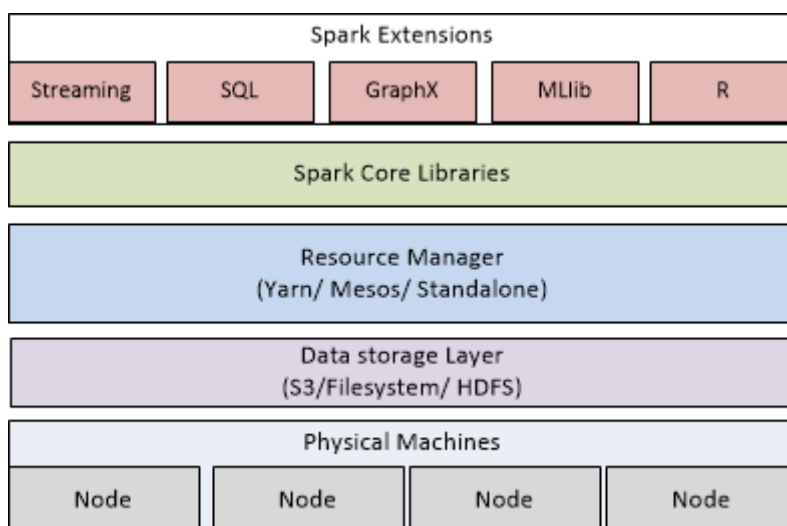 Spark Extensions
Streaming SQL GraphX MLlib R
Spark Core Libraries
Resource Manager
(Yarn/ Mesos/ Standalone)
Data storage Layer
(S3/Filesystem/ HDFS)
Physical Machines
Node Node Node Node